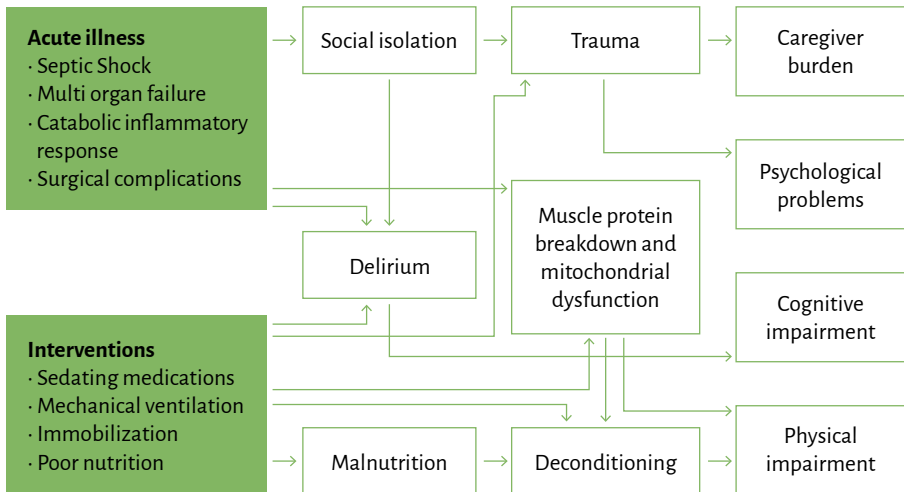 Acute illness
· Septic Shock
· Multi organ failure
· Catabolic inflammatory
response
· Surgical complications
Social isolation
Trauma
Caregiver
burden
Psychological
problems
Muscle protein
breakdown and
mitochondrial
dysfunction
Delirium
Cognitive
impairment
Interventions
· Sedating medications
· Mechanical ventilation
· Immobilization
· Poor nutrition
Malnutrition
Deconditioning
Physical
impairment